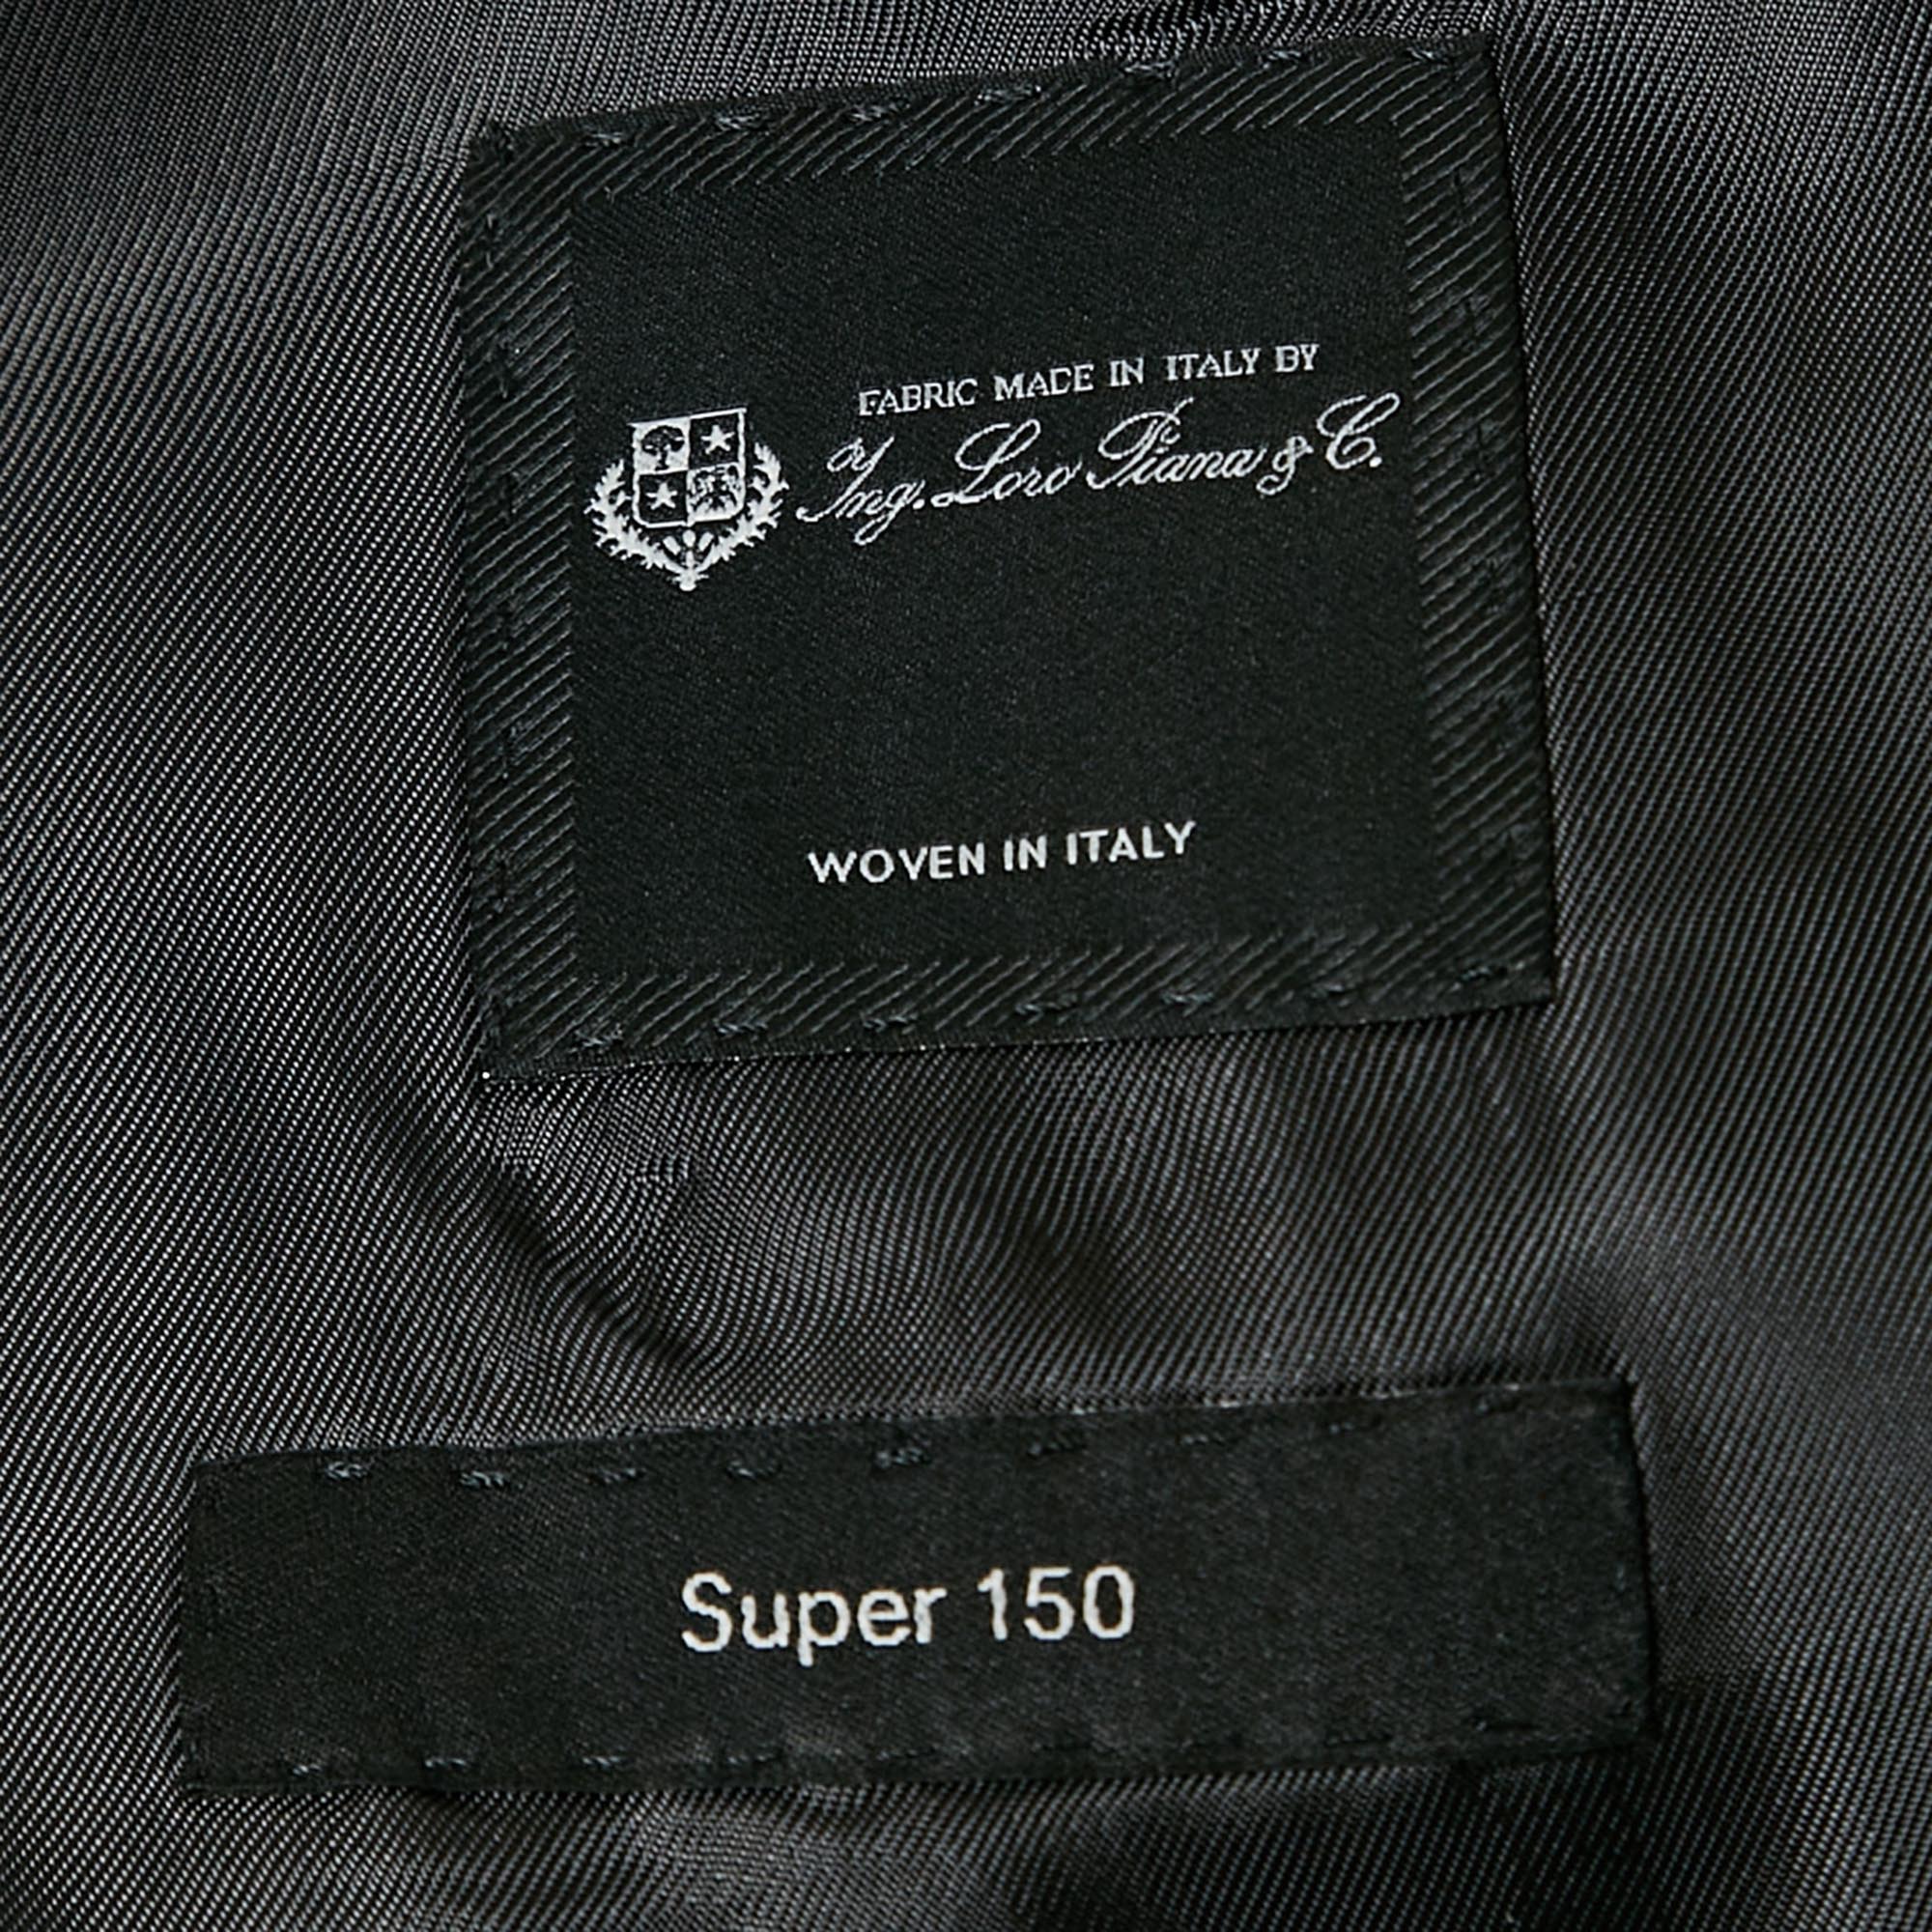 FABRIC MADE IN ITALY BY
Ing. Loro Piana & C.
WOVEN IN ITALY
Super 150